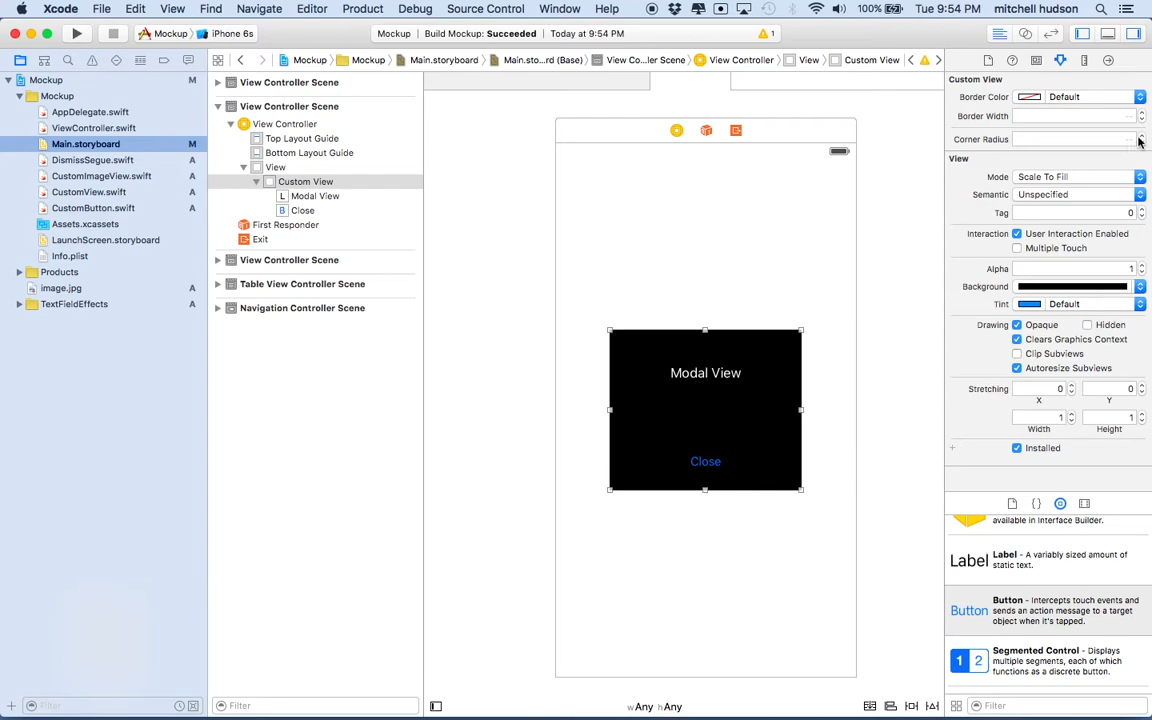 Xcode File Edit View Find Navigate Editor Product Debug Source Control Window Help 100% Tue 9:54 PM mitchell hudson
Mockup iPhone 6s Mockup Build Mockup: Succeeded Today at 9:54 PM 1
Mockup Mockup Main.storyboard Main.sto...rd (Base) View Co...ler Scene View Controller View Custom View
Mockup
Mockup
AppDelegate.swift
ViewController.swift
Main.storyboard M
DismissSegue.swift A
CustomImageView.swift A
CustomView.swift A
CustomButton.swift A
Assets.xcassets
LaunchScreen.storyboard
Info.plist
Products
image.jpg A
TextFieldEffects A
Filter
View Controller Scene
View Controller Scene
View Controller
Top Layout Guide
Bottom Layout Guide
View
Custom View
L Modal View
B Close
First Responder
Exit
View Controller Scene
Table View Controller Scene
Navigation Controller Scene
Filter
Modal View
Close
wAny hAny
Custom View
Border Color Default
Border Width
Corner Radius
View
Mode Scale To Fill
Semantic Unspecified
Tag 0
Interaction User Interaction Enabled
Multiple Touch
Alpha 1
Background
Tint Default
Drawing Opaque Hidden
Clears Graphics Context
Clip Subviews
Autoresize Subviews
Stretching 0 0
X Y
1 1
Width Height
+ Installed
available in Interface Builder.
Label Label - A variably sized amount of
static text.
Button Button - Intercepts touch events and
sends an action message to a target
object when it's tapped.
1 2 Segmented Control - Displays
multiple segments, each of which
functions as a discrete button.
Filter